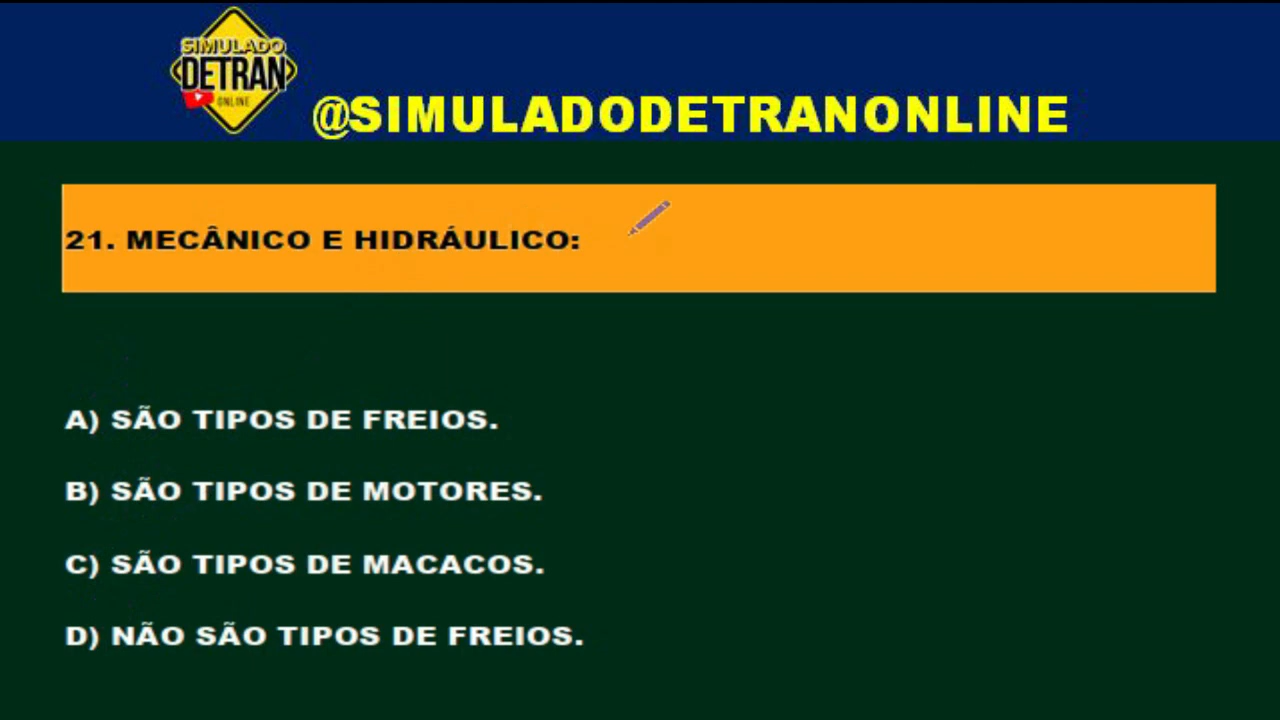 SIMULADO
DETRAN
ONLINE
@SIMULADODETRANONLINE
21. MECÂNICO E HIDRÁULICO:
A) SÃO TIPOS DE FREIOS.
B) SÃO TIPOS DE MOTORES.
C) SÃO TIPOS DE MACACOS.
D) NÃO SÃO TIPOS DE FREIOS.